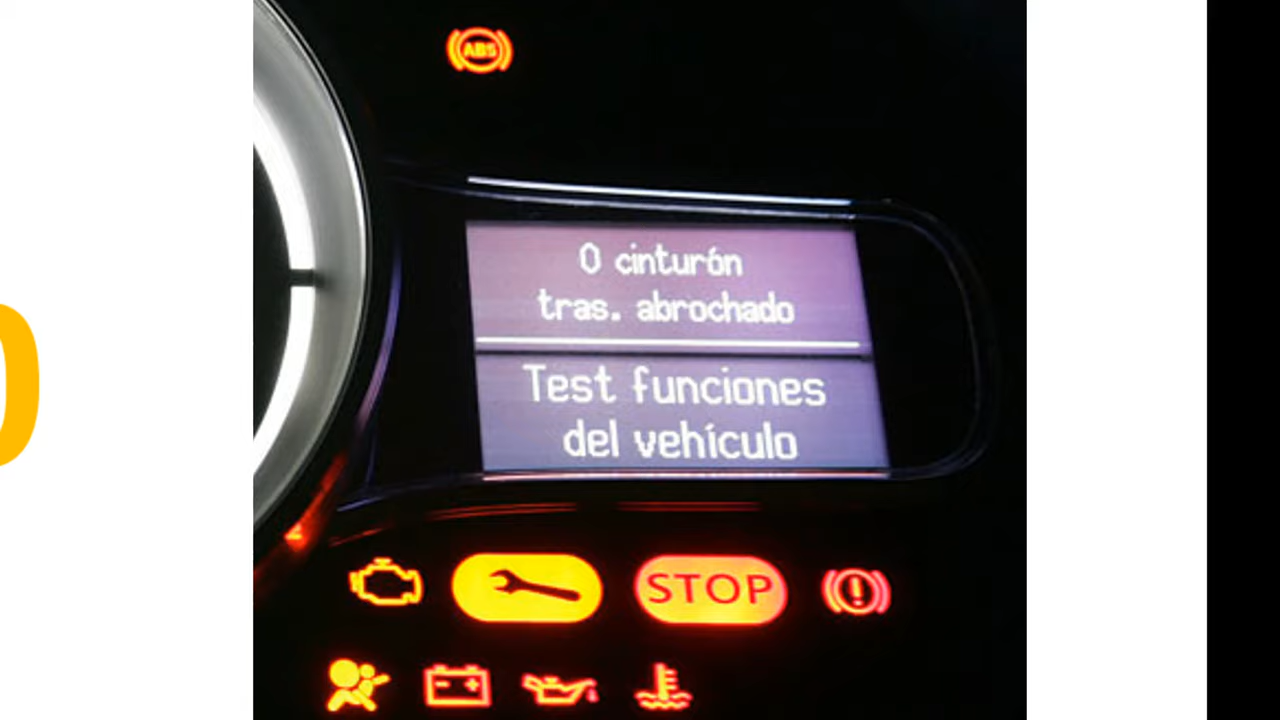 ABS
0 cinturón
tras. abrochado
Test funciones
del vehículo
STOP